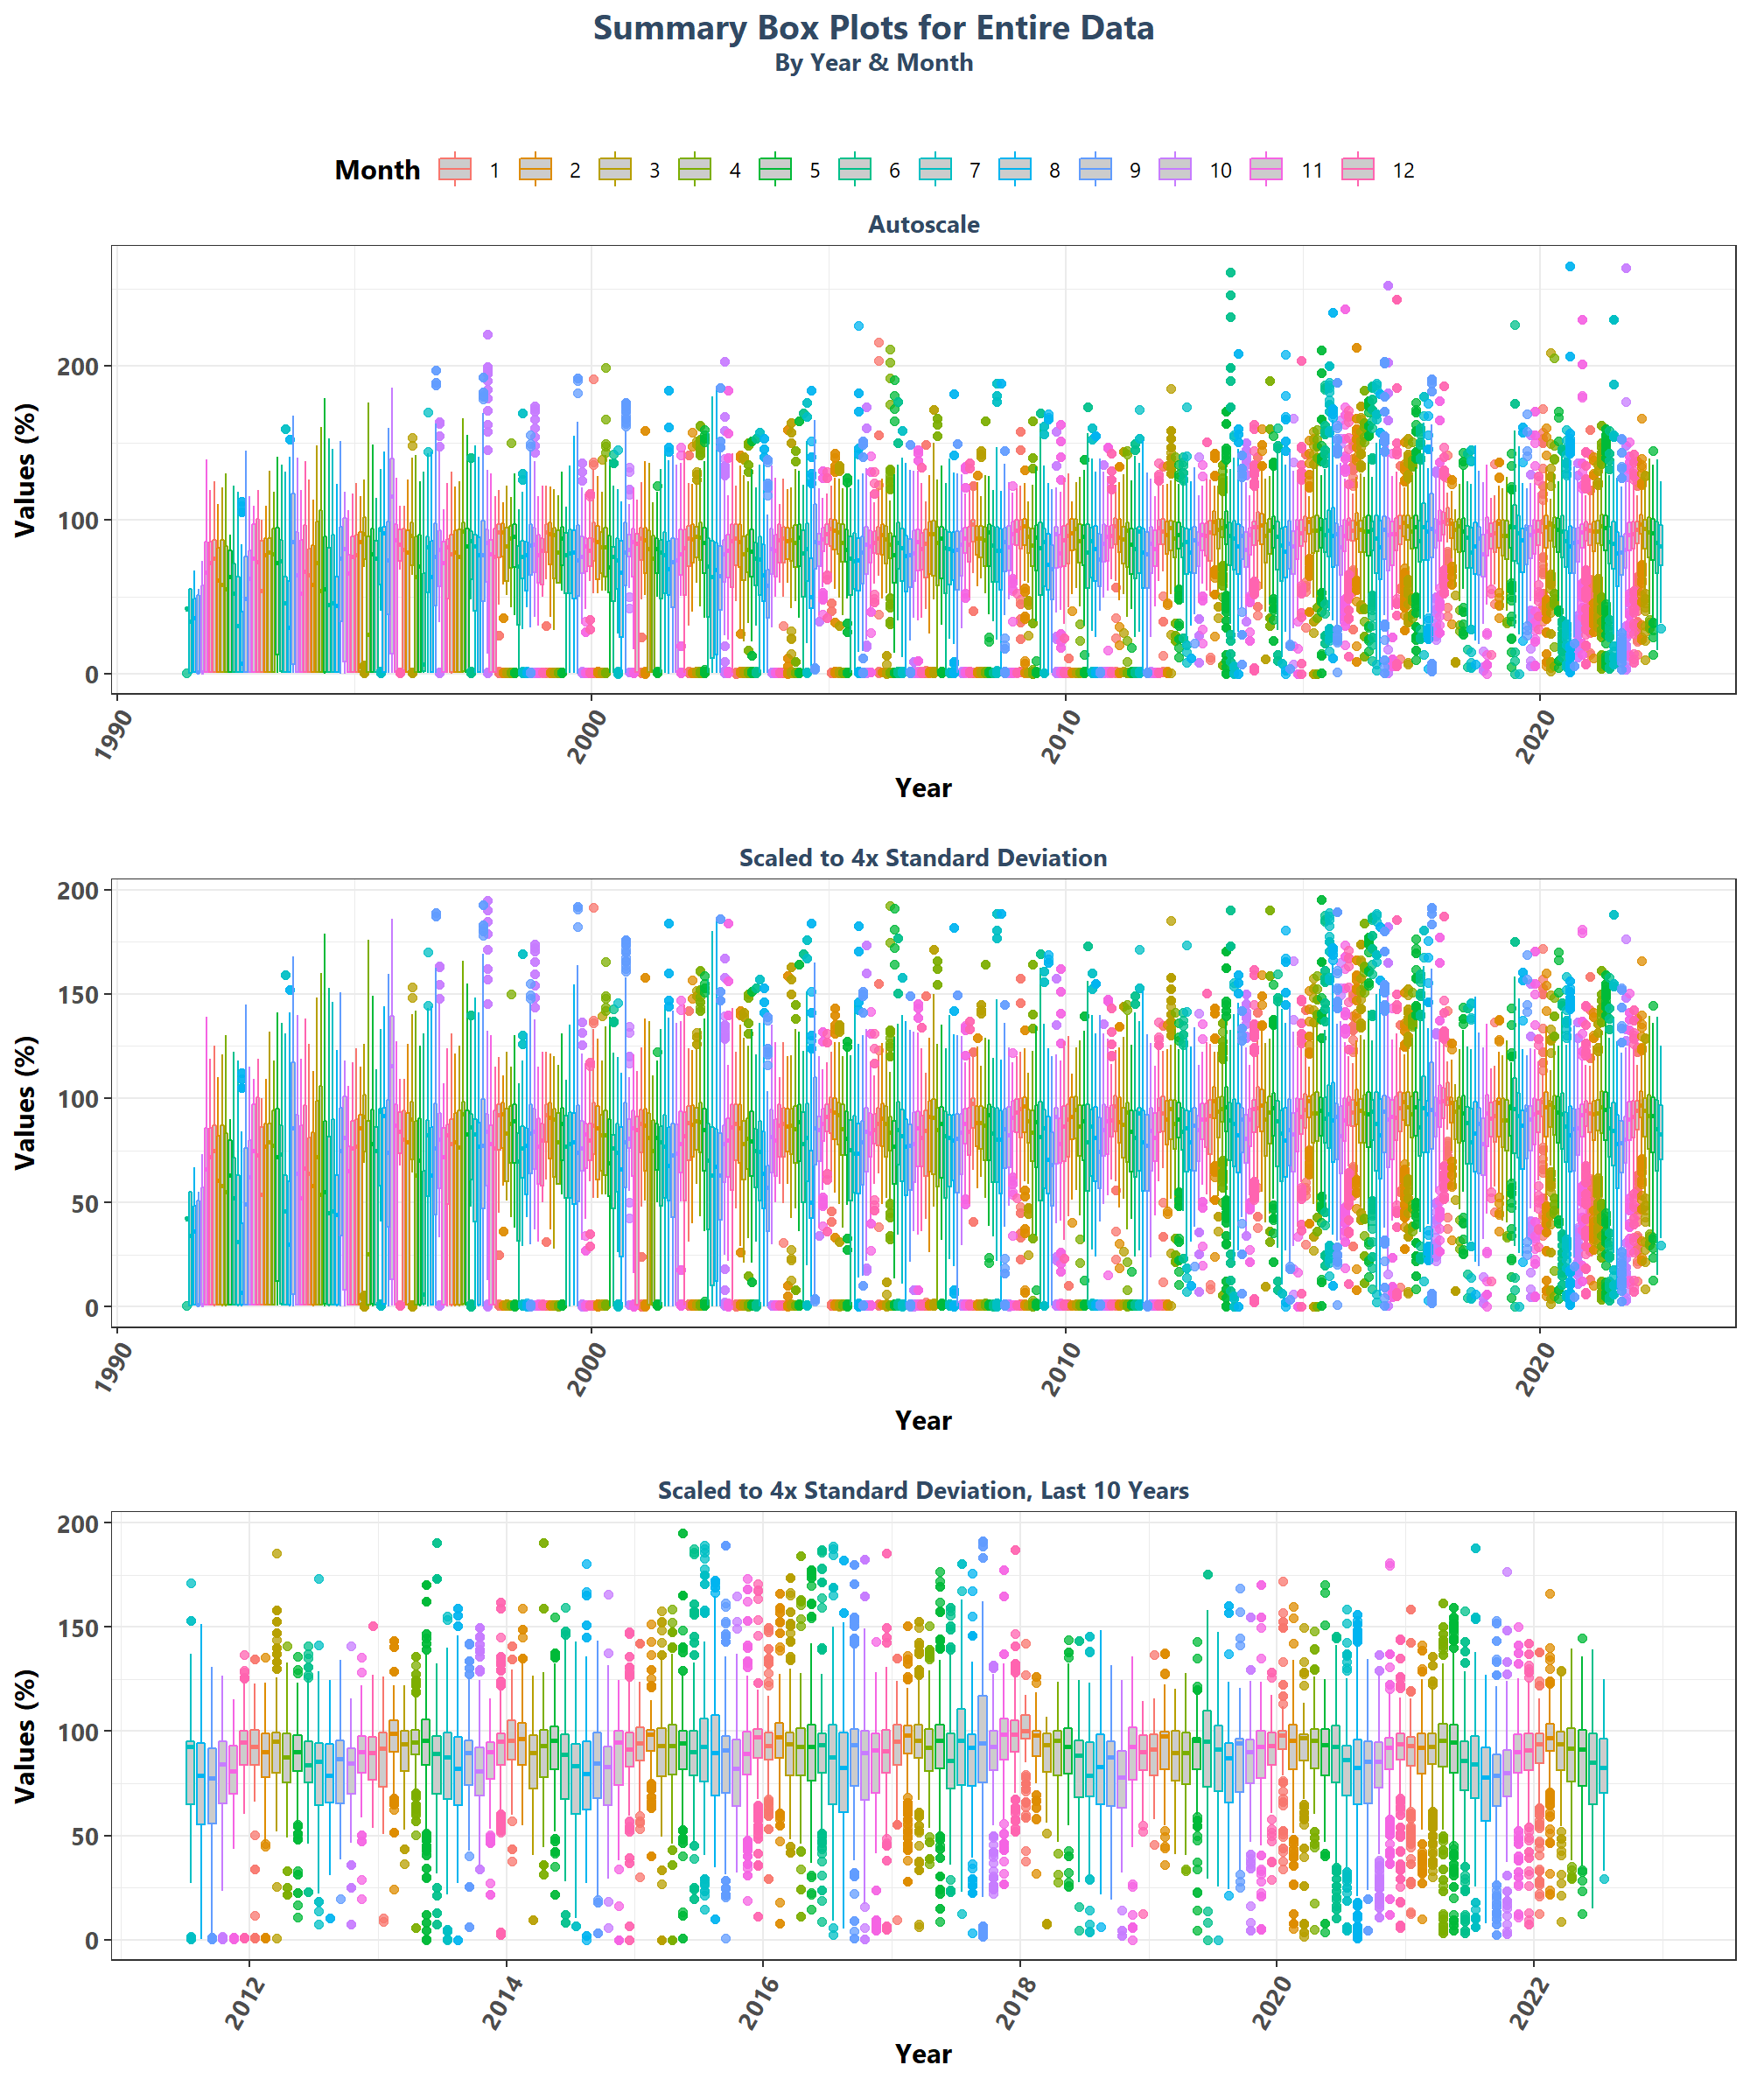 Summary Box Plots for Entire Data
By Year & Month
Month 1 2 3 4 5 6 7 8 9 10 11 12
Autoscale
Values (%)
200
100
0
1990 2000 2010 2020
Year
Scaled to 4x Standard Deviation
Values (%)
200
150
100
50
0
1990 2000 2010 2020
Year
Scaled to 4x Standard Deviation, Last 10 Years
Values (%)
200
150
100
50
0
2012 2014 2016 2018 2020 2022
Year